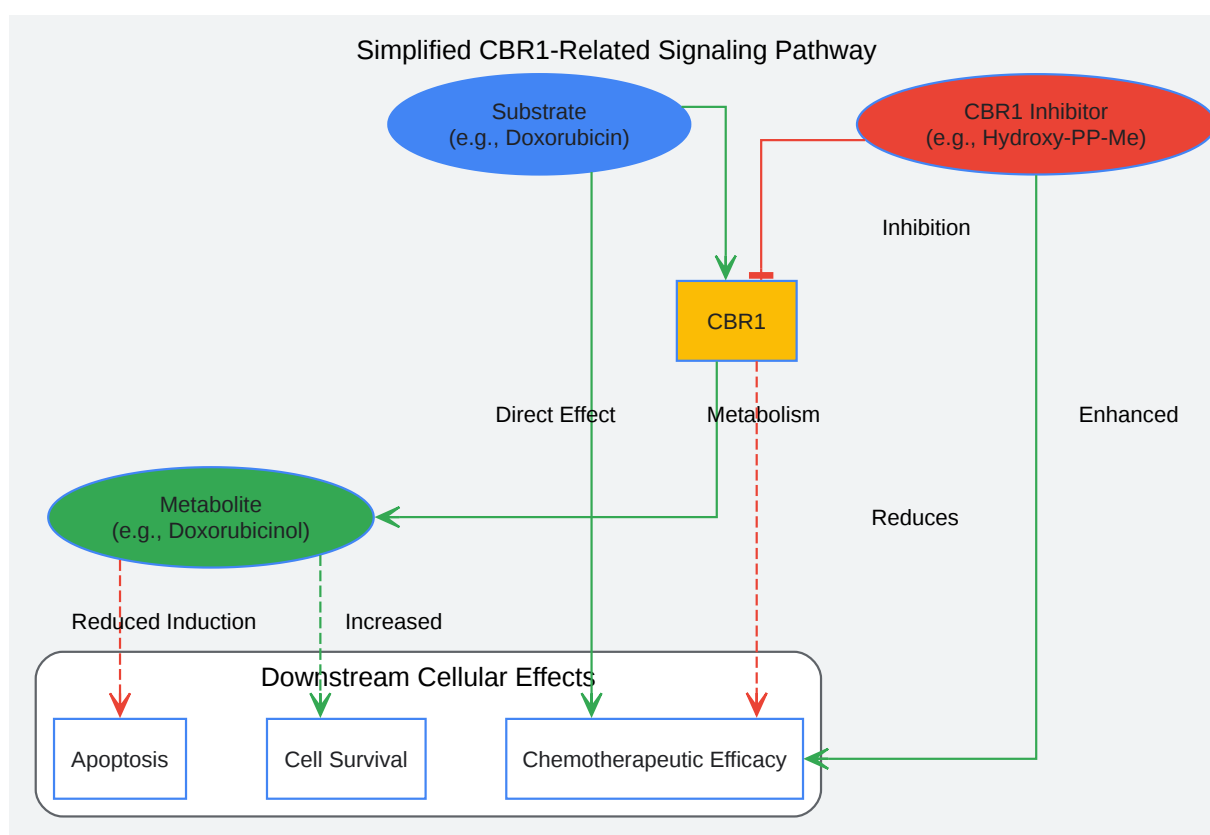 Simplified CBR1-Related Signaling Pathway
Substrate
(e.g., Doxorubicin)
CBR1 Inhibitor
(e.g., Hydroxy-PP-Me)
Inhibition
CBR1
Direct Effect
Metabolism
Enhanced
Metabolite
(e.g., Doxorubicinol)
Reduces
Reduced Induction
Increased
Downstream Cellular Effects
Apoptosis
Cell Survival
Chemotherapeutic Efficacy